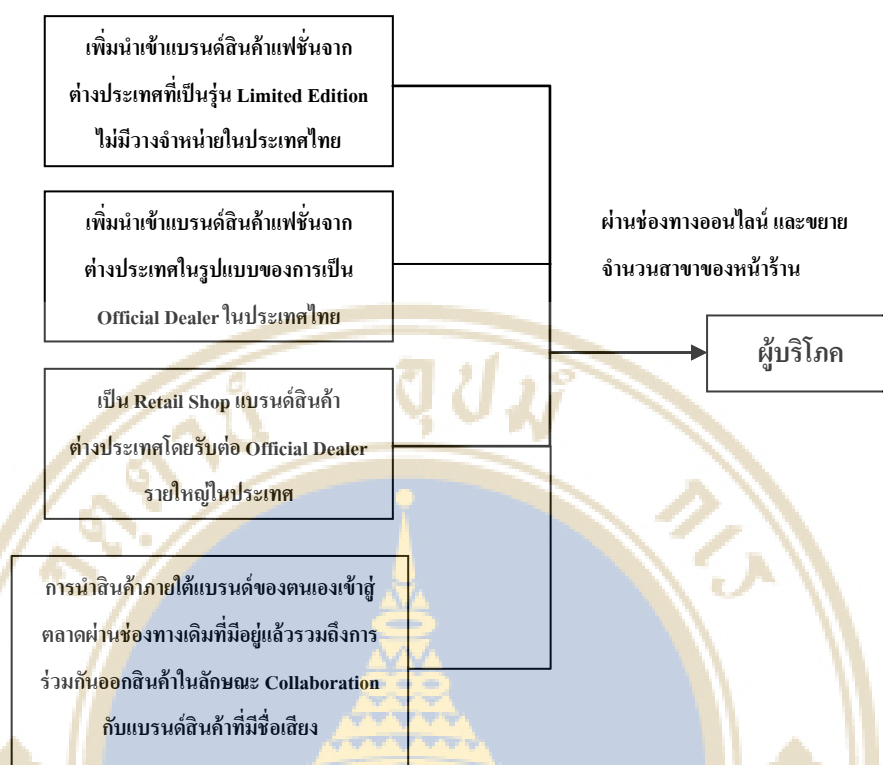 เพิ่มนำเข้าแบรนด์สินค้าแฟชั่นจาก
ต่างประเทศที่เป็นรุ่น Limited Edition
ไม่มีวางจำหน่ายในประเทศไทย
เพิ่มนำเข้าแบรนด์สินค้าแฟชั่นจาก
ต่างประเทศในรูปแบบของการเป็น
Official Dealer ในประเทศไทย
เป็น Retail Shop แบรนด์สินค้า
ต่างประเทศโดยรับต่อ Official Dealer
รายใหญ่ในประเทศ
การนำสินค้าภายใต้แบรนด์ของตนเองเข้าสู่
ตลาดผ่านช่องทางเดิมที่มีอยู่แล้วรวมถึงการ
ร่วมกันออกสินค้าในลักษณะ Collaboration
กับแบรนด์สินค้าที่มีชื่อเสียง
ผ่านช่องทางออนไลน์ และขยาย
จำนวนสาขาของหน้าร้าน
ผู้บริโภค